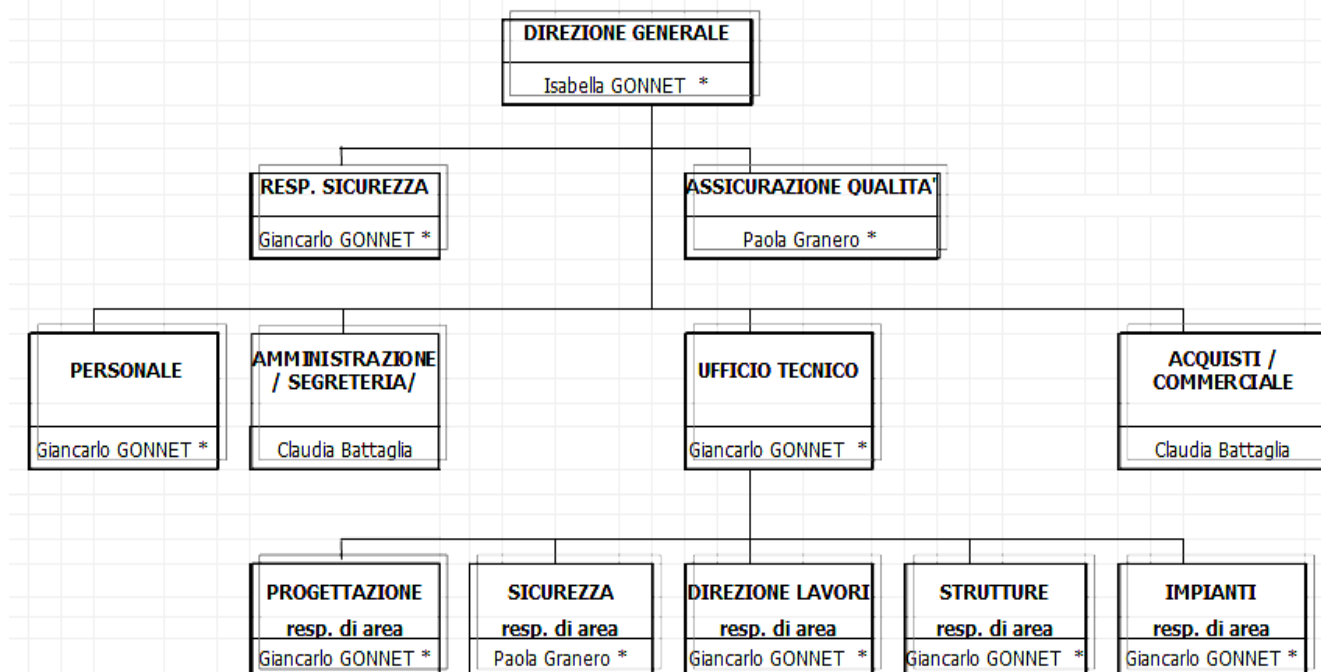 DIREZIONE GENERALE
Isabella GONNET *
RESP. SICUREZZA
Giancarlo GONNET *
ASSICURAZIONE QUALITA'
Paola Granero *
PERSONALE
Giancarlo GONNET *
AMMINISTRAZIONE
/ SEGRETERIA/
Claudia Battaglia
UFFICIO TECNICO
Giancarlo GONNET *
ACQUISTI /
COMMERCIALE
Claudia Battaglia
PROGETTAZIONE
resp. di area
Giancarlo GONNET *
SICUREZZA
resp. di area
Paola Granero *
DIREZIONE LAVORI
resp. di area
Giancarlo GONNET *
STRUTTURE
resp. di area
Giancarlo GONNET *
IMPIANTI
resp. di area
Giancarlo GONNET *